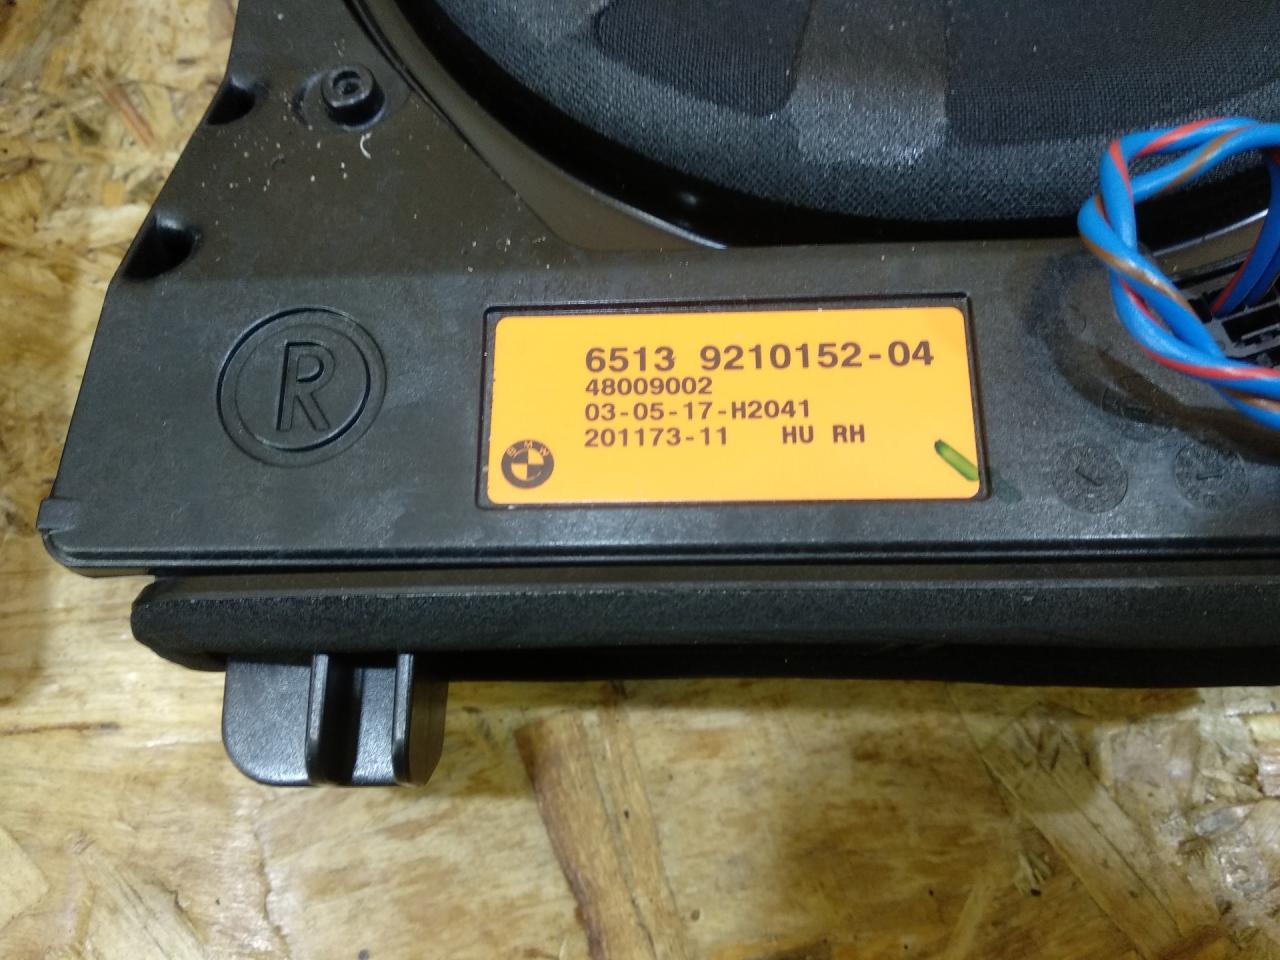 R
6513 9210152-04
48009002
03-05-17-H2041
201173-11 HU RH
BMW